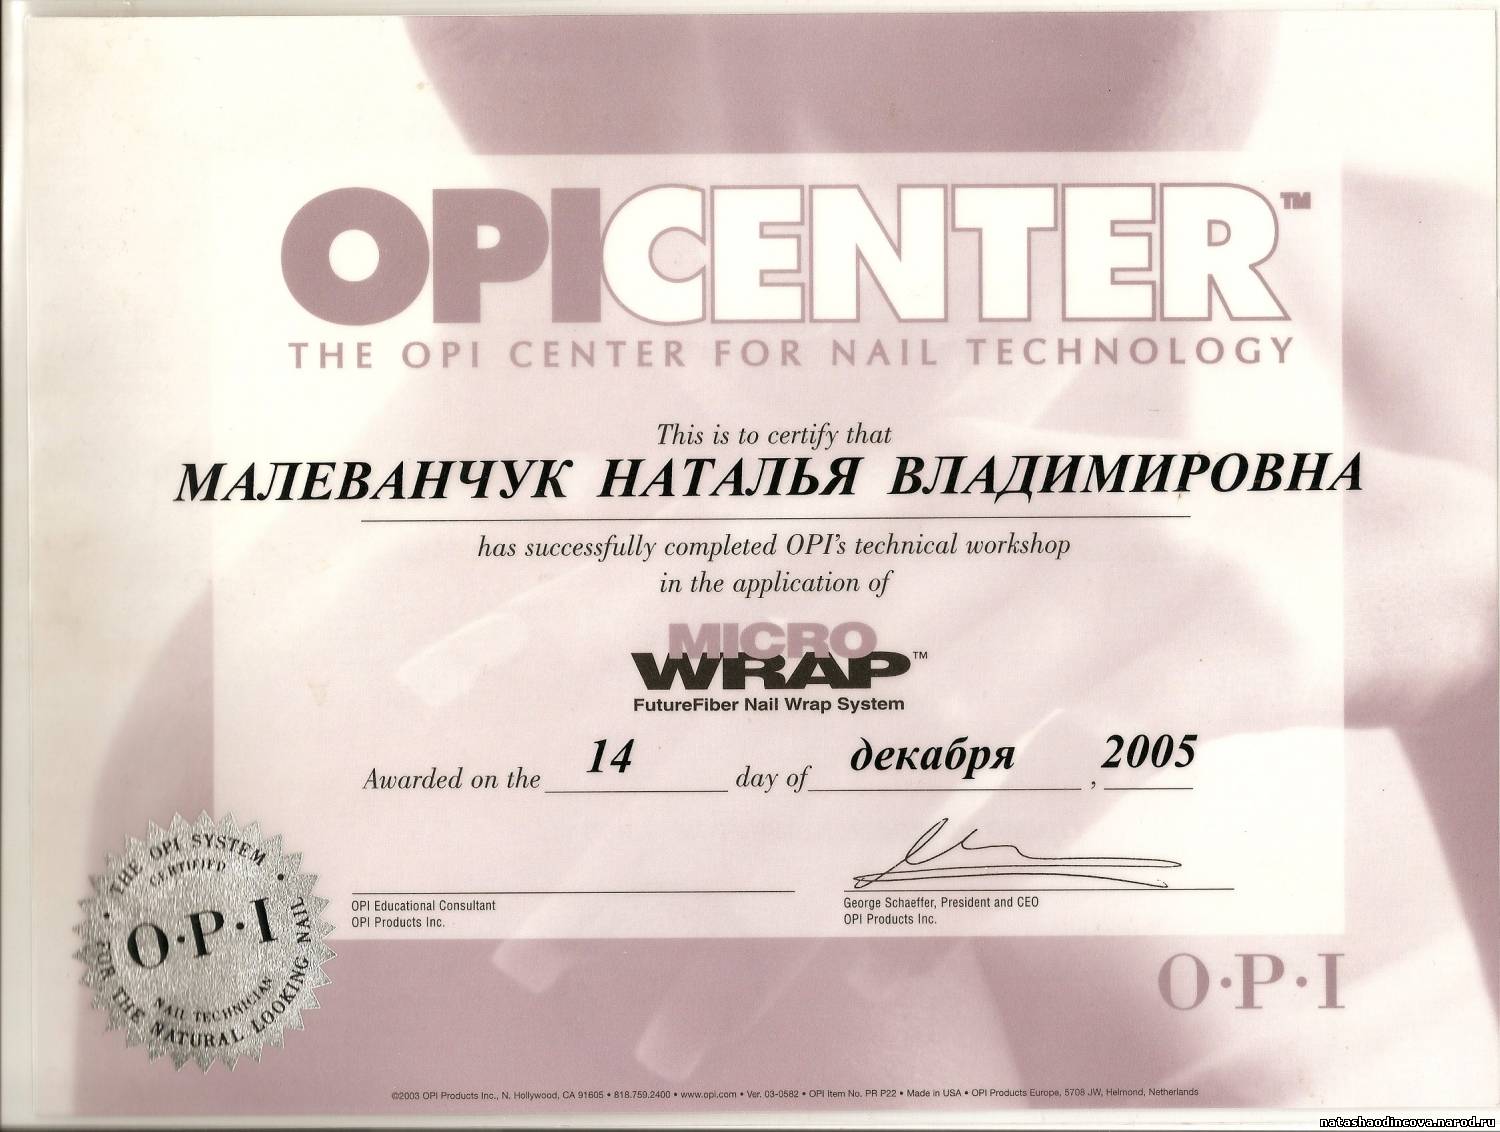 OPICENTER™
THE OPI CENTER FOR NAIL TECHNOLOGY
This is to certify that
МАЛЕВАНЧУК НАТАЛЬЯ ВЛАДИМИРОВНА
has successfully completed OPI's technical workshop
in the application of
MICRO
WRAP™
FutureFiber Nail Wrap System
Awarded on the 14 day of декабря, 2005
OPI Educational Consultant
OPI Products Inc.
George Schaeffer, President and CEO
OPI Products Inc.
THE OPI SYSTEM
CERTIFIED
O·P·I
NAIL TECHNICIAN
FOR THE NATURAL LOOKING NAIL
O·P·I
©2003 OPI Products Inc., N. Hollywood, CA 91605 • 818.759.2400 • www.opi.com • Ver. 03-0582 • OPI Item No. PR P22 • Made in USA • OPI Products Europe, 5708 JW, Helmond, Netherlands
natashaodincova.narod.ru